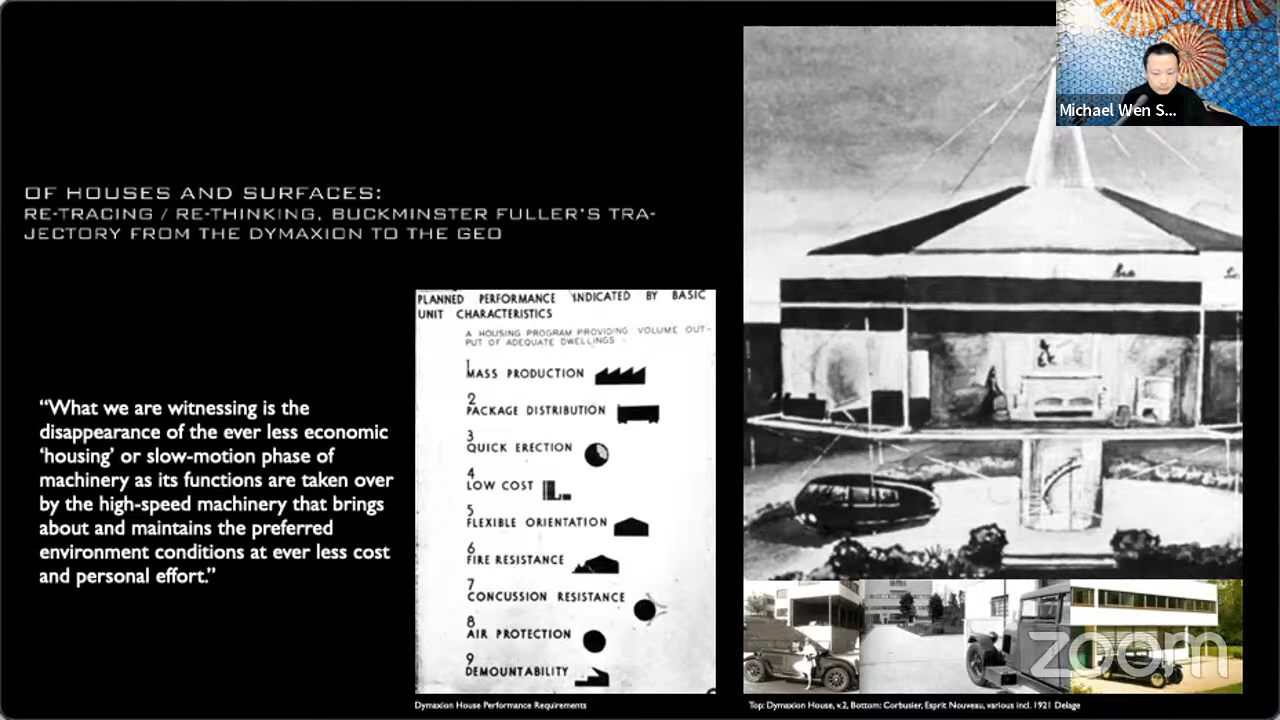 Michael Wen S...
OF HOUSES AND SURFACES:
RE-TRACING / RE-THINKING, BUCKMINSTER FULLER'S TRA-
JECTORY FROM THE DYMAXION TO THE GEO
“What we are witnessing is the
disappearance of the ever less economic
‘housing’ or slow-motion phase of
machinery as its functions are taken over
by the high-speed machinery that brings
about and maintains the preferred
environment conditions at ever less cost
and personal effort.”
PLANNED PERFORMANCE INDICATED BY BASIC
UNIT CHARACTERISTICS
A HOUSING PROGRAM PROVIDING VOLUME OUT-
PUT OF ADEQUATE DWELLINGS
1
MASS PRODUCTION
2
PACKAGE DISTRIBUTION
3
QUICK ERECTION
4
LOW COST
5
FLEXIBLE ORIENTATION
6
FIRE RESISTANCE
7
CONCUSSION RESISTANCE
8
AIR PROTECTION
9
DEMOUNTABILITY
Dymaxion House Performance Requirements
zoom
Top: Dymaxion House, v.2, Bottom: Corbusier, Esprit Nouveau, various incl. 1921 Delage